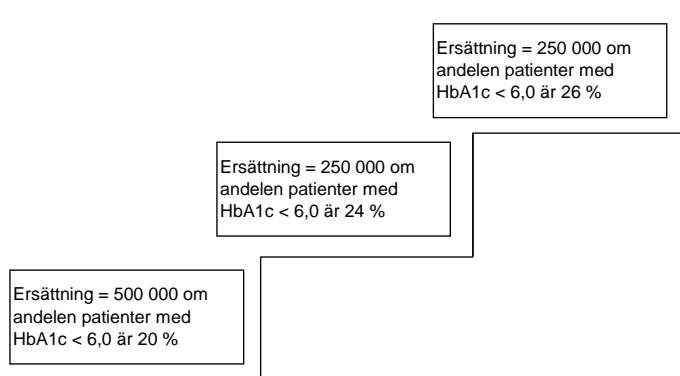 Ersättning = 250 000 om
andelen patienter med
HbA1c < 6,0 är 26 %
Ersättning = 250 000 om
andelen patienter med
HbA1c < 6,0 är 24 %
Ersättning = 500 000 om
andelen patienter med
HbA1c < 6,0 är 20 %